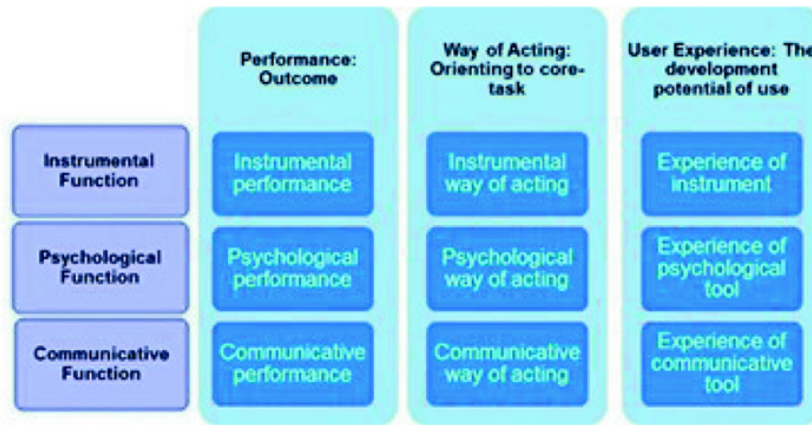 Performance:
Outcome
Way of Acting:
Orienting to core-
task
User Experience: The
development
potential of use
Instrumental
Function
Instrumental
performance
Instrumental
way of acting
Experience of
instrument
Psychological
Function
Psychological
performance
Psychological
way of acting
Experience of
psychological
tool
Communicative
Function
Communicative
performance
Communicative
way of acting
Experience of
communicative
tool